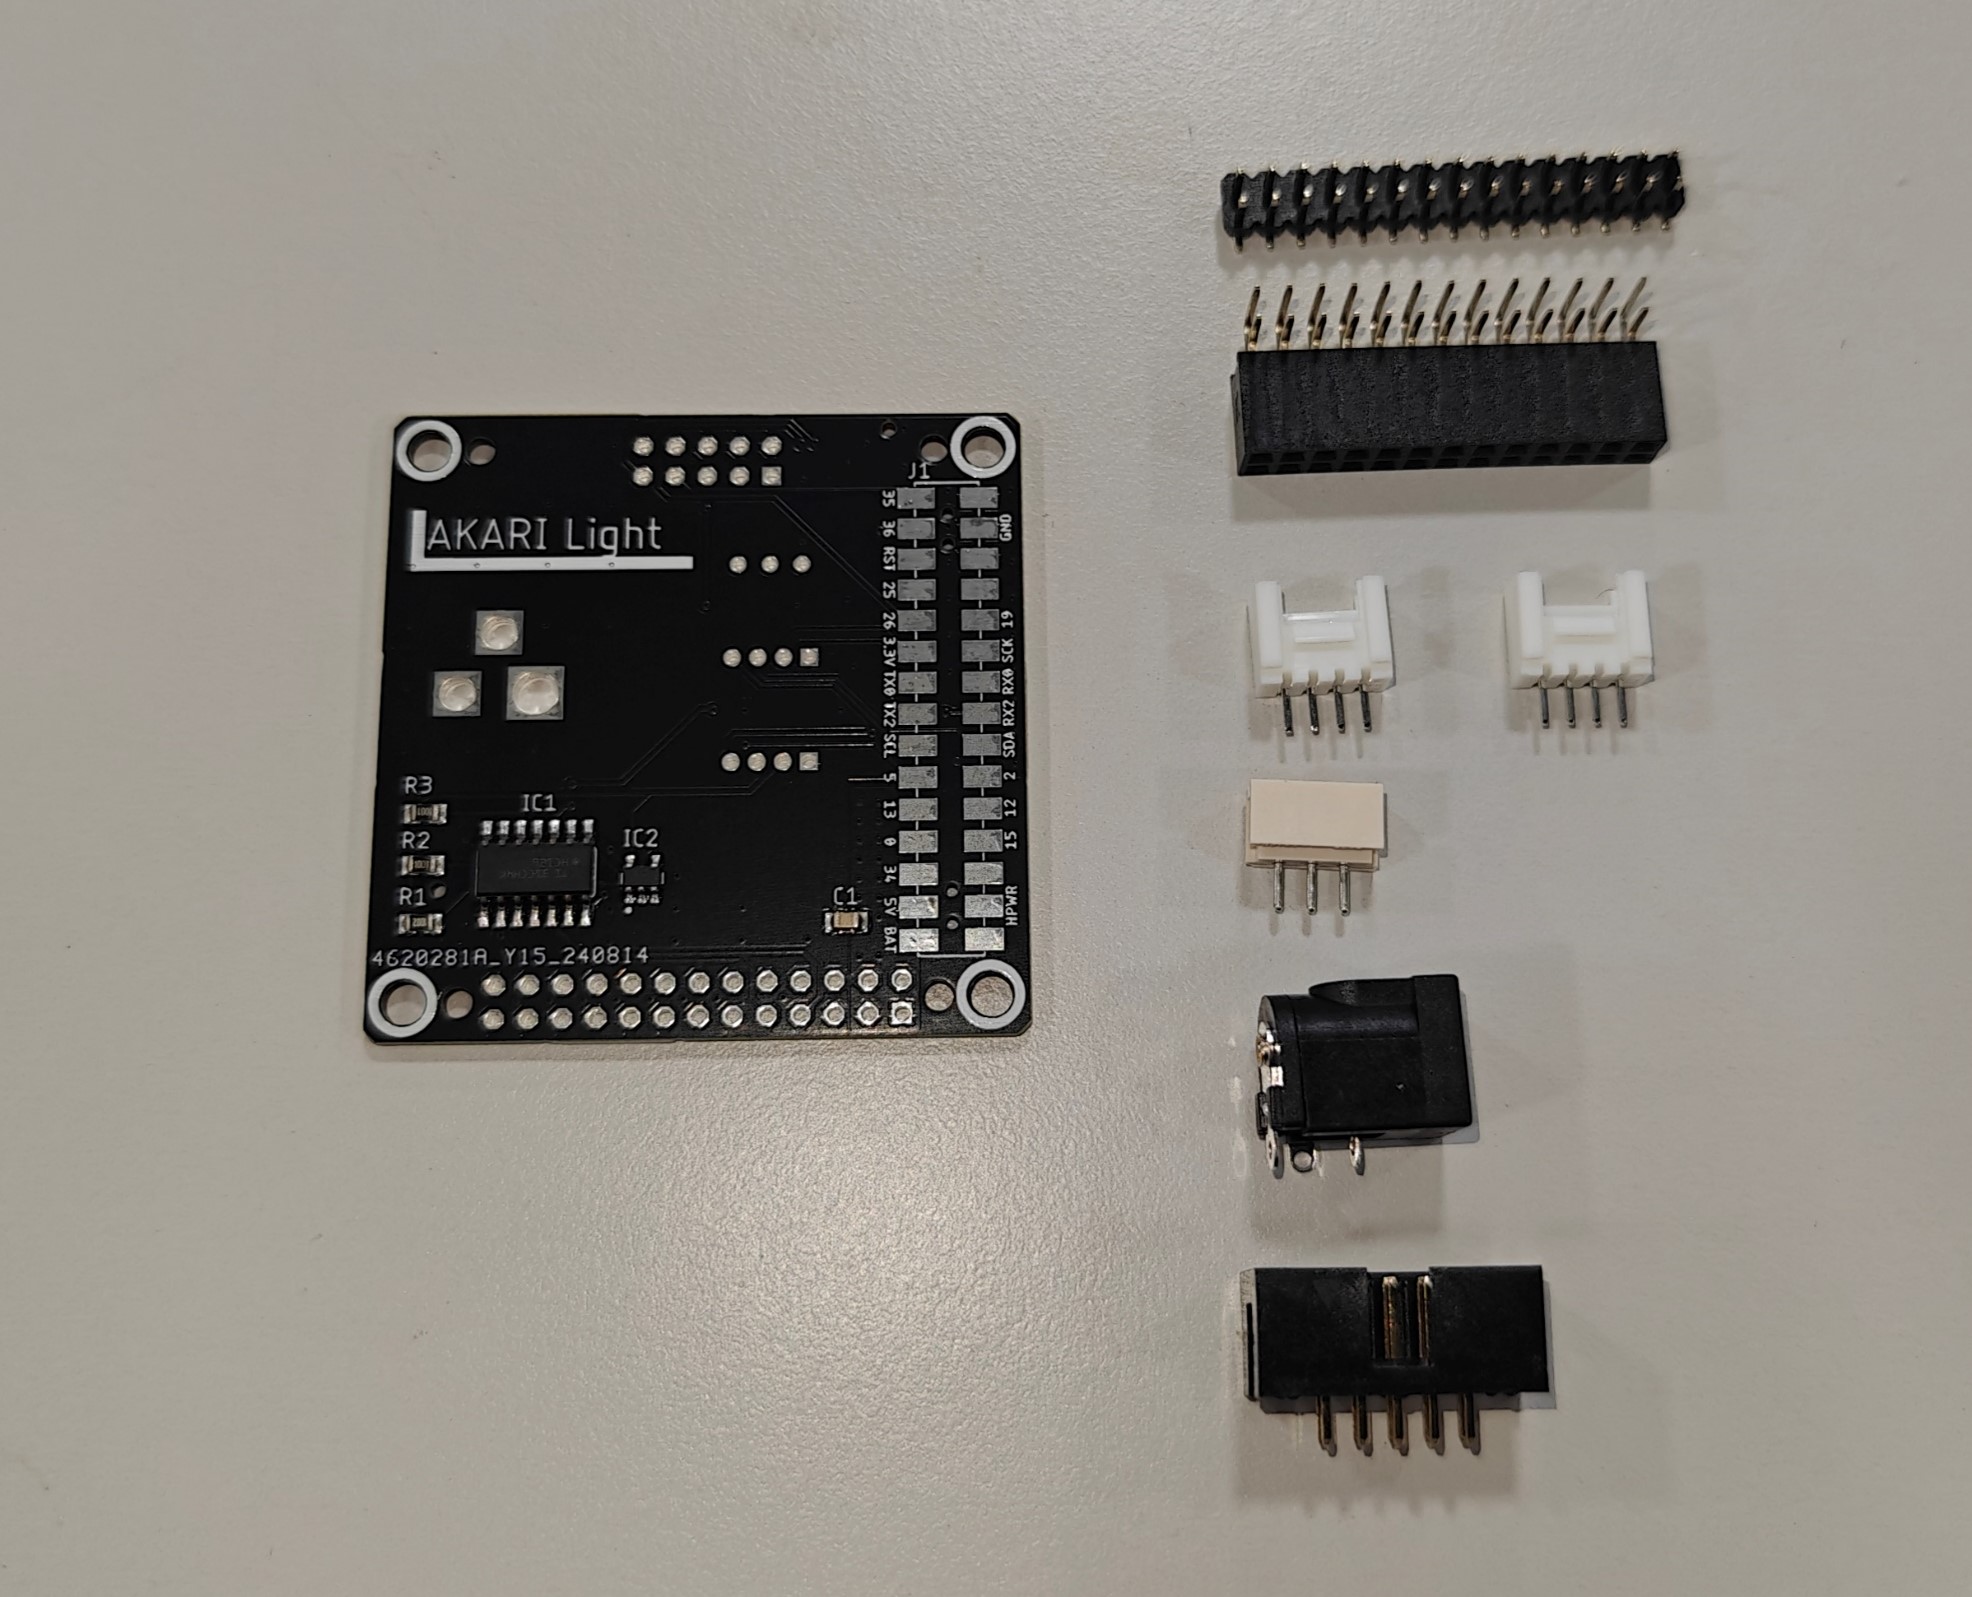 J1
AKARI Light
35
GND
36
RST
25
26
19
3.3V
SCK
TX0
RX0
TX2
RX2
SCL
SDA
5
2
13
12
0
15
34
5V
HPWR
BAT
R3
IC1
R2
IC2
R1
C1
4620281A_Y15_240814